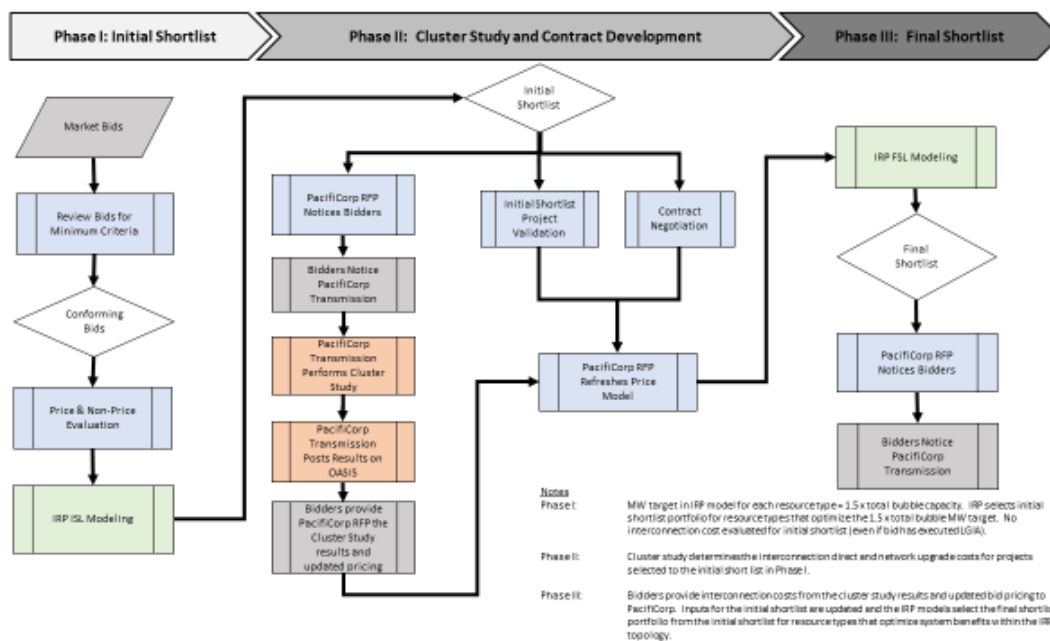 Phase I: Initial Shortlist
Phase II: Cluster Study and Contract Development
Phase III: Final Shortlist
Market Bids
Review Bids for
Minimum Criteria
Conforming
Bids
Price & Non-Price
Evaluation
IRP ISL Modeling
Initial
Shortlist
PacifiCorp RFP
Notices Bidders
Bidders Notice
PacifiCorp
Transmission
PacifiCorp
Transmission
Performs Cluster
Study
PacifiCorp
Transmission
Posts Results on
OASIS
Bidders provide
PacifiCorp RFP the
Cluster Study
results and
updated pricing
Initial Shortlist
Project
Validation
Contract
Negotiation
PacifiCorp RFP
Refreshes Price
Model
IRP FSL Modeling
Final
Shortlist
PacifiCorp RFP
Notices Bidders
Bidders Notice
PacifiCorp
Transmission
Notes
Phase I: MW target in IRP model for each resource type = 1.5 x total bubble capacity. IRP selects initial
shortlist portfolio for resource types that optimize the 1.5 x total bubble MW target. No
interconnection cost evaluated for initial shortlist (even if bid has executed LGIA).
Phase II: Cluster study determines the interconnection direct and network upgrade costs for projects
selected to the initial short list in Phase I.
Phase III: Bidders provide interconnection costs from the cluster study results and updated bid pricing to
PacifiCorp. Inputs for the initial shortlist are updated and the IRP models select the final shortlis
portfolio from the initial shortlist for resource types that optimize system benefits within the IR
topology.